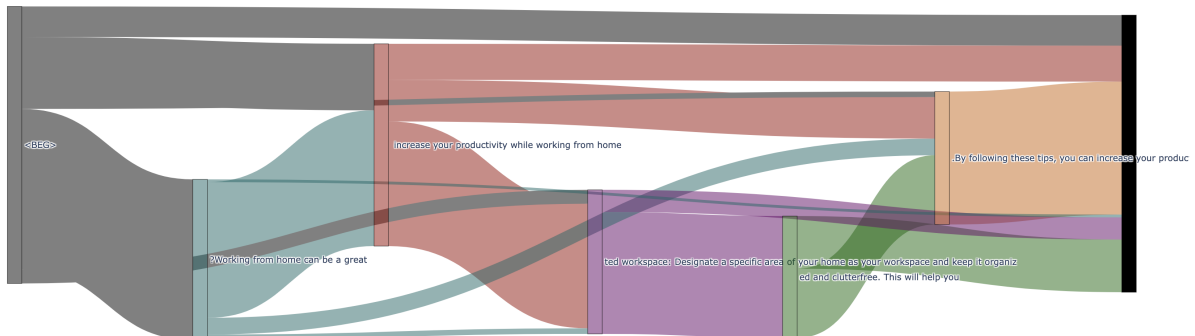 <BEG>
increase your productivity while working from home
.By following these tips, you can increase your produc
?Working from home can be a great
ted workspace: Designate a specific area of your home as your workspace and keep it organiz
ed and clutterfree. This will help you